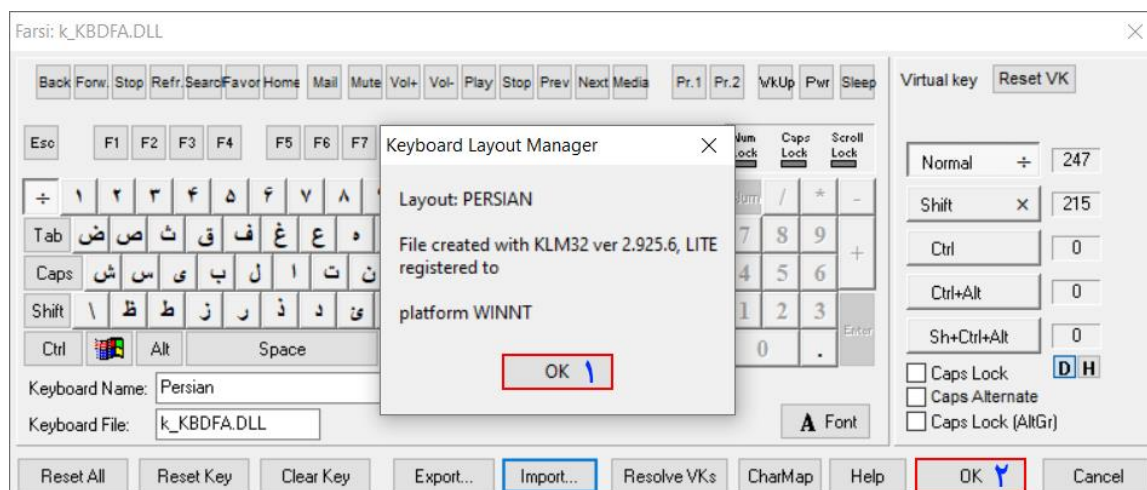 Farsi: k_KBDFA.DLL
Back Forw. Stop Refr. Searc Favor Home Mail Mute Vol+ Vol- Play Stop Prev Next Media Pr.1 Pr.2 WkUp Pwr Sleep
Virtual key Reset VK
Esc F1 F2 F3 F4 F5 F6 F7
Keyboard Layout Manager
Caps Lock Scroll Lock
÷ ۱ ۲ ۳ ۴ ۵ ۶ ۷ ۸
/ * -
Normal ÷ 247
Layout: PERSIAN
Shift × 215
Tab ض ص ث ق ف غ ع ه
7 8 9 +
File created with KLM32 ver 2.925.6, LITE
registered to
Ctrl 0
Caps ش س ی ب ل ا ت ن
4 5 6
Ctrl+Alt 0
platform WINNT
Shift \ ظ ط ژ ر ذ د ئ
1 2 3 Enter
Sh+Ctrl+Alt 0
Ctrl Alt Space
0 .
OK ۱
D H
Caps Lock
Caps Alternate
Caps Lock (AltGr)
Keyboard Name: Persian
Keyboard File: k_KBDFA.DLL
A Font
Reset All Reset Key Clear Key Export... Import... Resolve VKs CharMap Help OK ۲ Cancel